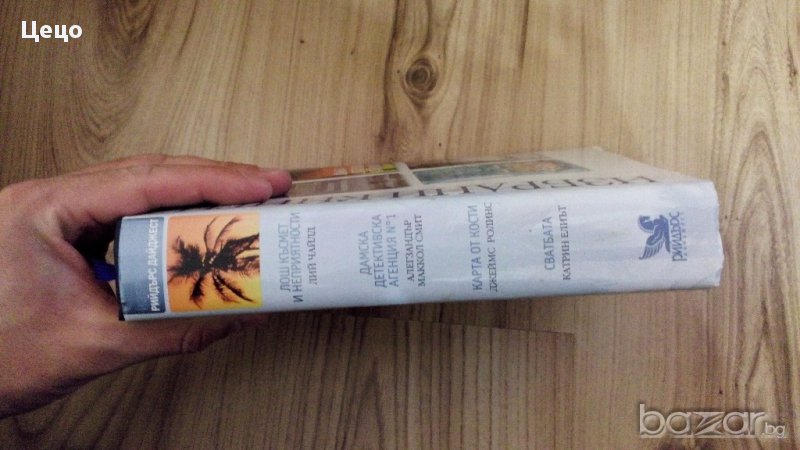 Цецо
РИЙДЪРС ДАЙДЖЕСТ
ЛОШ КЪСМЕТ
И НЕПРИЯТНОСТИ
ЛИЙ ЧАЙЛД
ДАМСКА
ДЕТЕКТИВСКА
АГЕНЦИЯ №1
АЛЕГЗАНДЪР
МАККОЛ СМИТ
КАРТА ОТ КОСТИ
ДЖЕЙМС РОЛИНС
СВАТБАТА
КАТРИН ЕЛИЪТ
РИЙДЪРС
bazar.bg